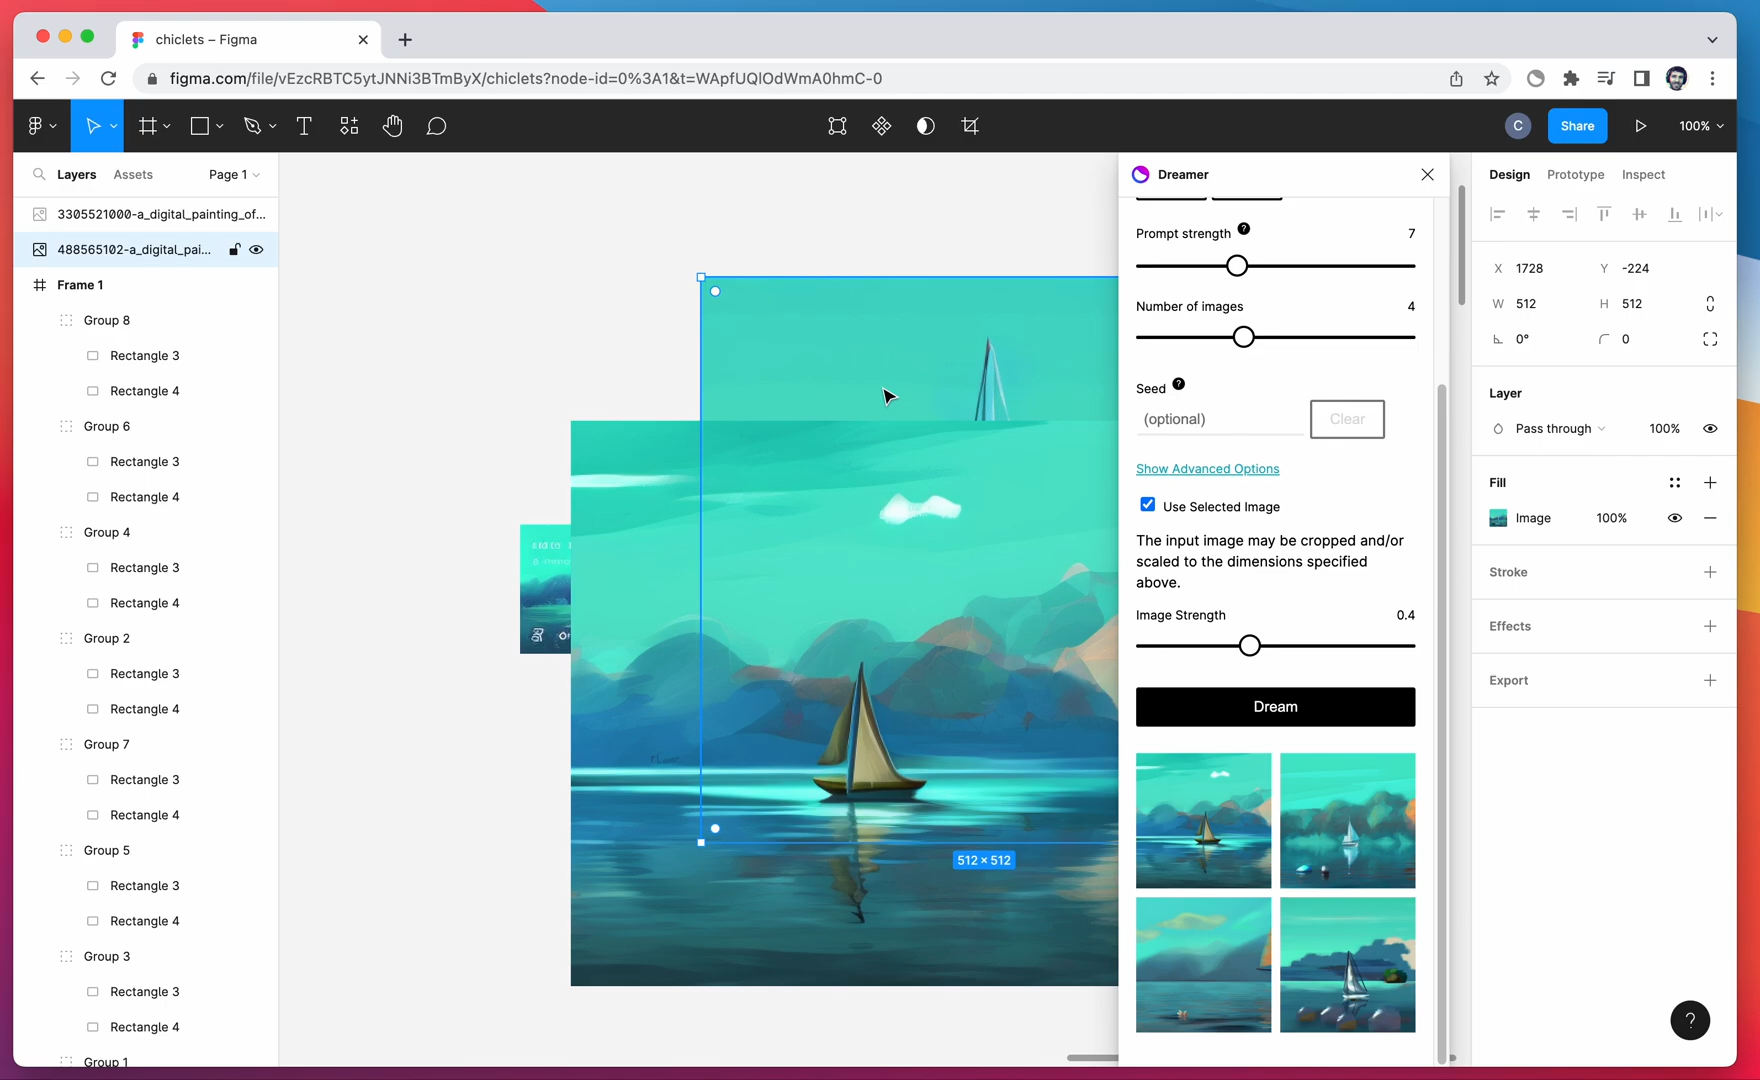 chiclets – Figma
figma.com/file/vEzcRBTC5ytJNNi3BTmByX/chiclets?node-id=0%3A1&t=WApfUQlOdWmA0hmC-0
C
Share
100%
Layers
Assets
Page 1
3305521000-a_digital_painting_of...
488565102-a_digital_pai...
Frame 1
Group 8
Rectangle 3
Rectangle 4
Group 6
Rectangle 3
Rectangle 4
Group 4
Rectangle 3
Rectangle 4
Group 2
Rectangle 3
Rectangle 4
Group 7
Rectangle 3
Rectangle 4
Group 5
Rectangle 3
Rectangle 4
Group 3
Rectangle 3
Rectangle 4
Group 1
512 × 512
Dreamer
Prompt strength ? 7
Number of images 4
Seed ?
(optional) Clear
Show Advanced Options
Use Selected Image
The input image may be cropped and/or
scaled to the dimensions specified
above.
Image Strength 0.4
Dream
Design Prototype Inspect
X 1728 Y -224
W 512 H 512
0° 0
Layer
Pass through 100%
Fill
Image 100%
Stroke
Effects
Export
?